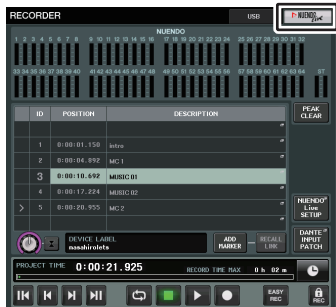 RECORDER USB NUENDO Live
NUENDO
1 2 3 4 5 6 7 8 9 10 11 12 13 14 15 16 17 18 19 20 21 22 23 24 25 26 27 28 29 30 31 32
33 34 35 36 37 38 39 40 41 42 43 44 45 46 47 48 49 50 51 52 53 54 55 56 57 58 59 60 61 62 63 64 ST
ID POSITION DESCRIPTION PEAK CLEAR
1 0:00:01.150 intro
2 0:00:04.892 MC 1
3 0:00:10.692 MUSIC 01
4 0:00:17.224 MUSIC 02
> 5 0:00:20.955 MC 2
NUENDO Live SETUP
DEVICE LABEL nasahirolets ADD MARKER RECALL LINK DANTE INPUT PATCH
PROJECT TIME 0:00:21.925 RECORD TIME MAX 0 h 02 m
EASY REC REC